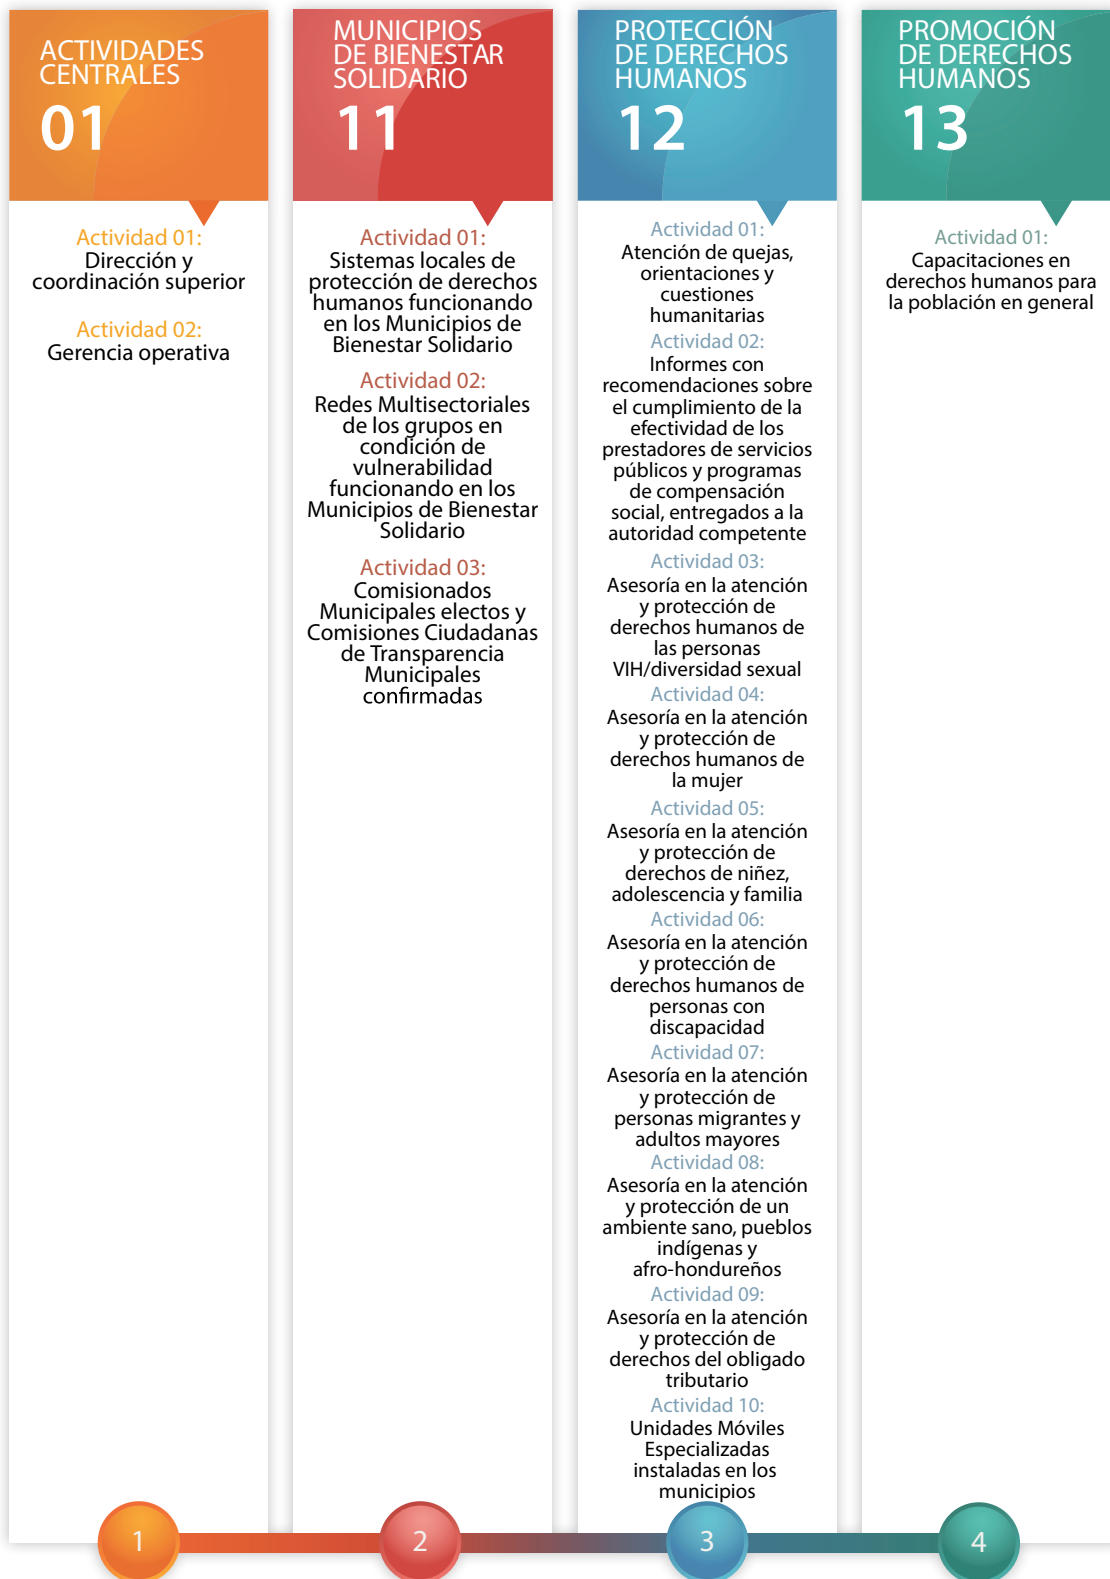 ACTIVIDADES
CENTRALES
01
Actividad 01:
Dirección y
coordinación superior
Actividad 02:
Gerencia operativa
1
MUNICIPIOS
DE BIENESTAR
SOLIDARIO
11
Actividad 01:
Sistemas locales de
protección de derechos
humanos funcionando
en los Municipios de
Bienestar Solidario
Actividad 02:
Redes Multisectoriales
de los grupos en
condición de
vulnerabilidad
funcionando en los
Municipios de Bienestar
Solidario
Actividad 03:
Comisionados
Municipales electos y
Comisiones Ciudadanas
de Transparencia
Municipales
confirmadas
2
PROTECCIÓN
DE DERECHOS
HUMANOS
12
Actividad 01:
Atención de quejas,
orientaciones y
cuestiones
humanitarias
Actividad 02:
Informes con
recomendaciones sobre
el cumplimiento de la
efectividad de los
prestadores de servicios
públicos y programas
de compensación
social, entregados a la
autoridad competente
Actividad 03:
Asesoría en la atención
y protección de
derechos humanos de
las personas
VIH/diversidad sexual
Actividad 04:
Asesoría en la atención
y protección de
derechos humanos de
la mujer
Actividad 05:
Asesoría en la atención
y protección de
derechos de niñez,
adolescencia y familia
Actividad 06:
Asesoría en la atención
y protección de
derechos humanos de
personas con
discapacidad
Actividad 07:
Asesoría en la atención
y protección de
personas migrantes y
adultos mayores
Actividad 08:
Asesoría en la atención
y protección de un
ambiente sano, pueblos
indígenas y
afro-hondureños
Actividad 09:
Asesoría en la atención
y protección de
derechos del obligado
tributario
Actividad 10:
Unidades Móviles
Especializadas
instaladas en los
municipios
3
PROMOCIÓN
DE DERECHOS
HUMANOS
13
Actividad 01:
Capacitaciones en
derechos humanos para
la población en general
4